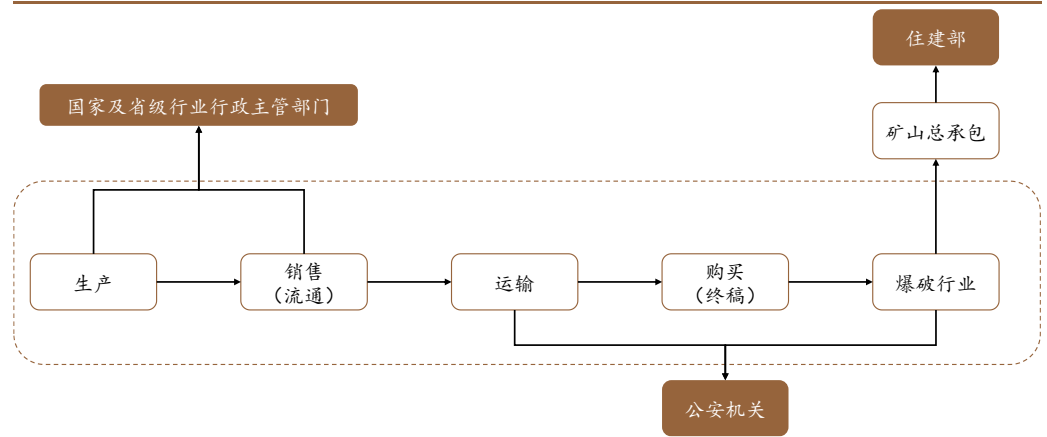 住建部
国家及省级行业行政主管部门
矿山总承包
生产
销售
（流通）
运输
购买
（终稿）
爆破行业
公安机关